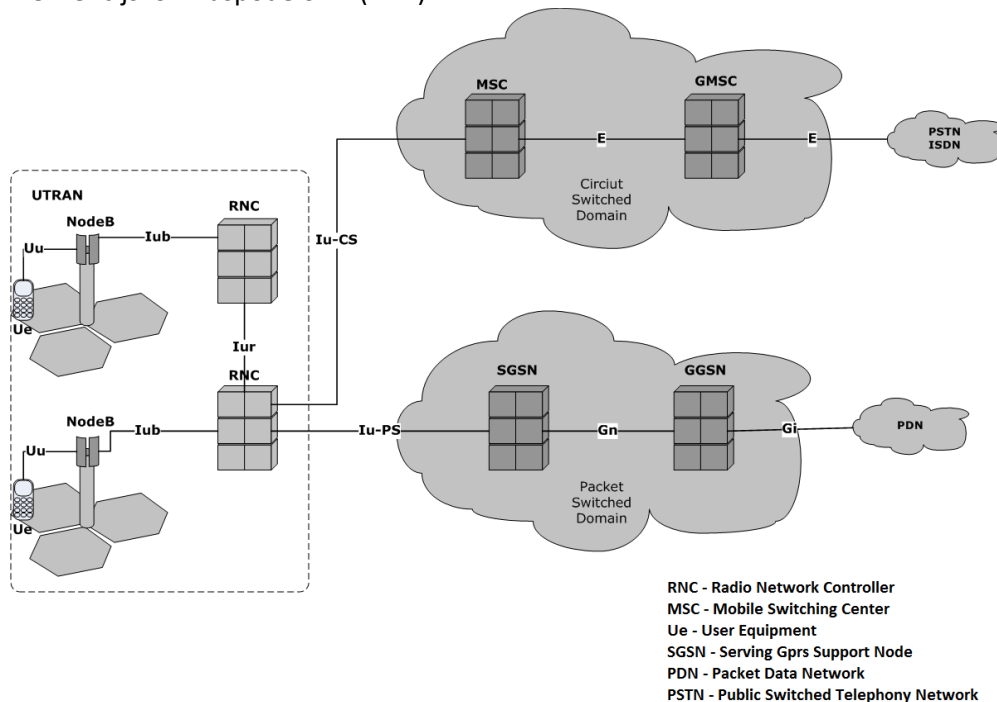 MSC
GMSC
E
E
PSTN
ISDN
Circiut
Switched
Domain
UTRAN
NodeB
RNC
Uu
Iub
Iu-CS
Ue
Iur
RNC
SGSN
GGSN
NodeB
Iub
Iu-PS
Gn
Gi
PDN
Uu
Ue
Packet
Switched
Domain
RNC - Radio Network Controller
MSC - Mobile Switching Center
Ue - User Equipment
SGSN - Serving Gprs Support Node
PDN - Packet Data Network
PSTN - Public Switched Telephony Network